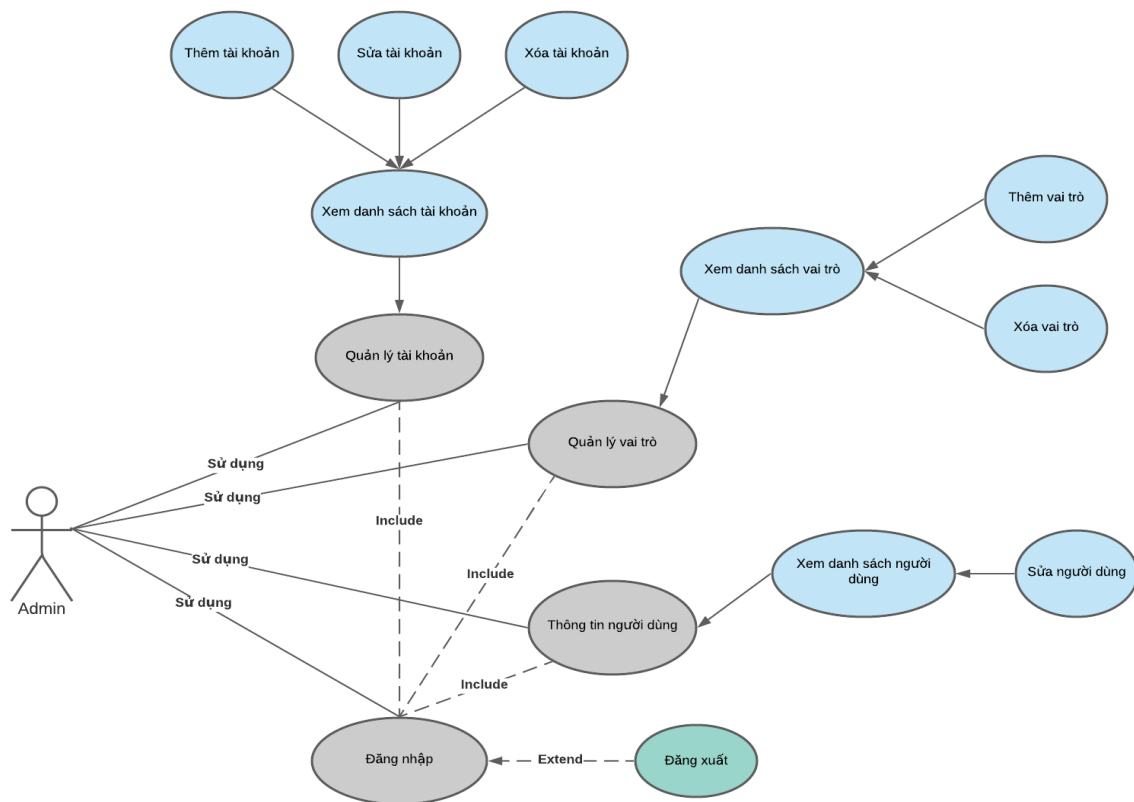 Thêm tài khoản
Sửa tài khoản
Xóa tài khoản
Xem danh sách tài khoản
Thêm vai trò
Xem danh sách vai trò
Xóa vai trò
Quản lý tài khoản
Quản lý vai trò
Sử dụng
Sử dụng
Include
Sử dụng
Include
Xem danh sách người
dùng
Sửa người dùng
Admin
Sử dụng
Thông tin người dùng
Include
Đăng nhập
Extend
Đăng xuất